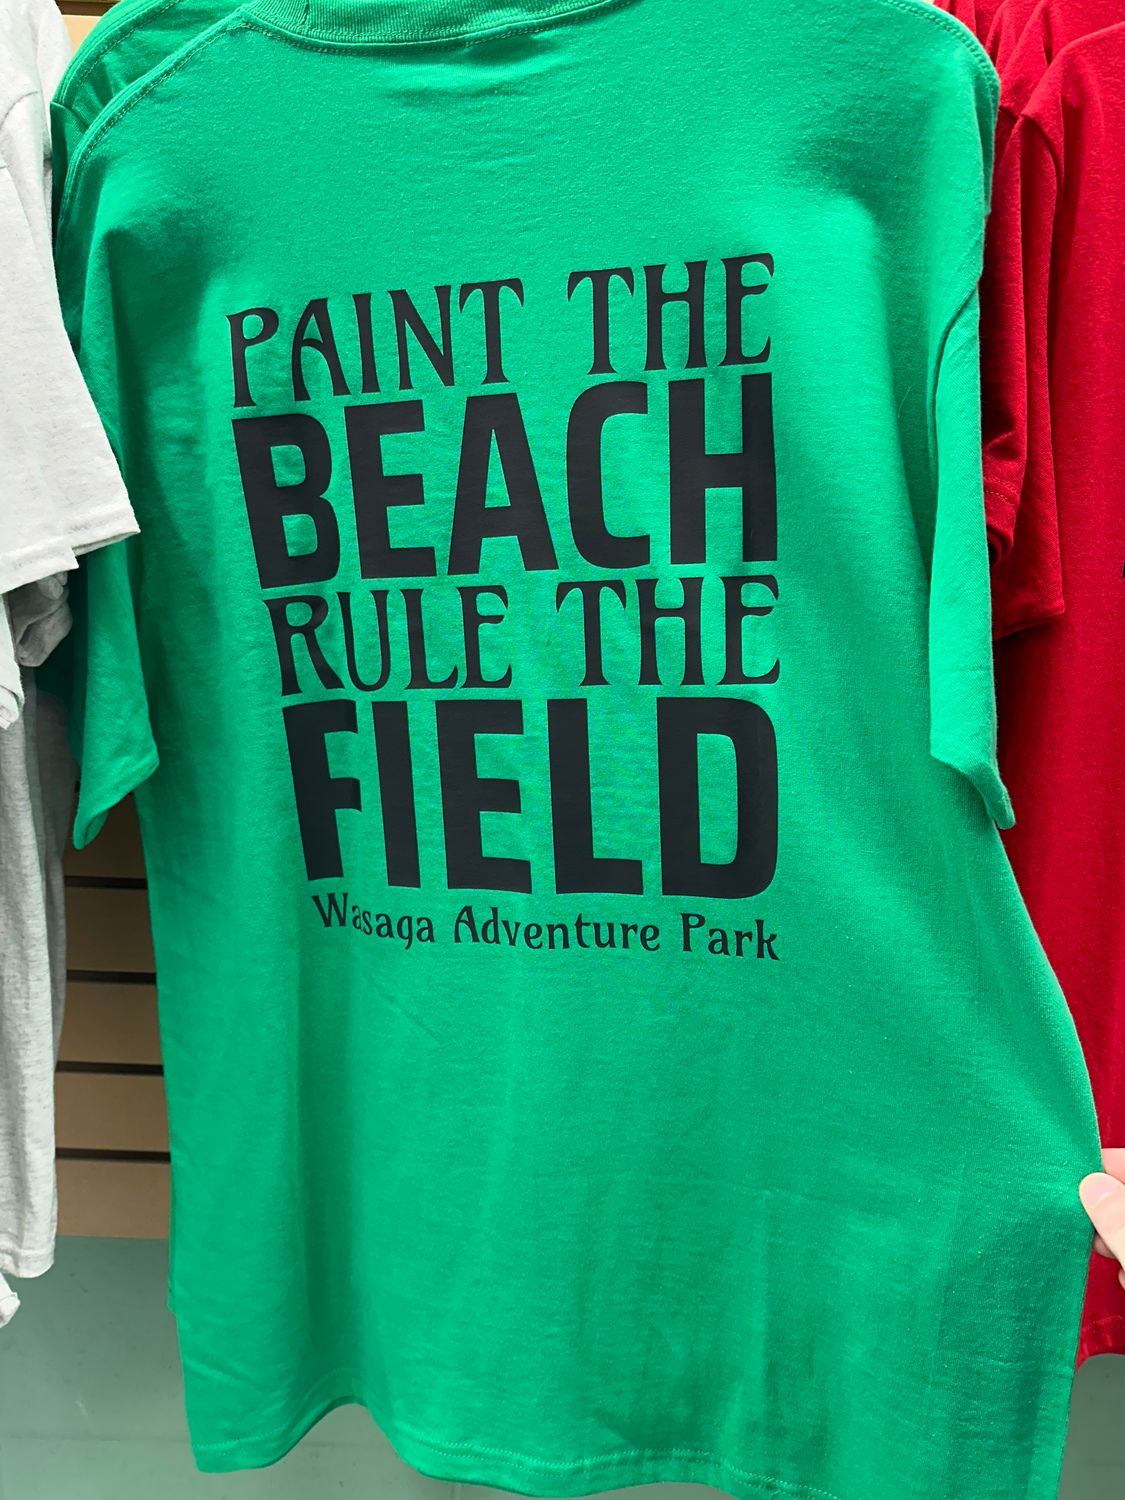 PAINT THE
BEACH
RULE THE
FIELD
Wasaga Adventure Park